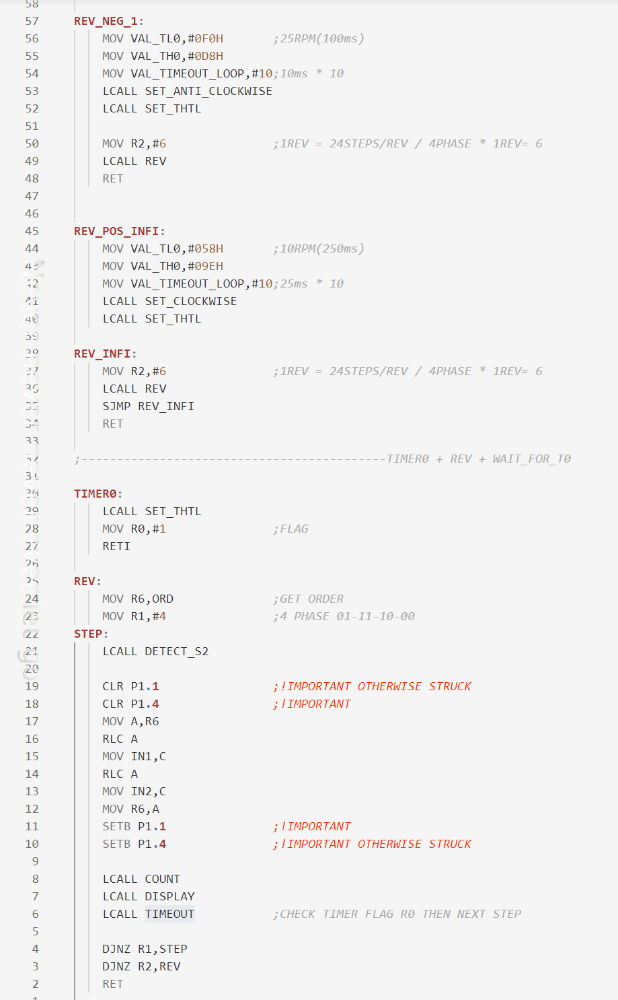 58
57 REV_NEG_1:
56 MOV VAL_TL0,#0F0H ;25RPM(100ms)
55 MOV VAL_TH0,#0D8H
54 MOV VAL_TIMEOUT_LOOP,#10;10ms * 10
53 LCALL SET_ANTI_CLOCKWISE
52 LCALL SET_THTL
51
50 MOV R2,#6 ;1REV = 24STEPS/REV / 4PHASE * 1REV= 6
49 LCALL REV
48 RET
47
46
45 REV_POS_INFI:
44 MOV VAL_TL0,#058H ;10RPM(250ms)
43 MOV VAL_TH0,#09EH
42 MOV VAL_TIMEOUT_LOOP,#10;25ms * 10
41 LCALL SET_CLOCKWISE
40 LCALL SET_THTL
39
38 REV_INFI:
37 MOV R2,#6 ;1REV = 24STEPS/REV / 4PHASE * 1REV= 6
36 LCALL REV
35 SJMP REV_INFI
34 RET
33
32 ;-------------------------------------------TIMER0 + REV + WAIT_FOR_T0
31
30 TIMER0:
29 LCALL SET_THTL
28 MOV R0,#1 ;FLAG
27 RETI
26
25 REV:
24 MOV R6,ORD ;GET ORDER
23 MOV R1,#4 ;4 PHASE 01-11-10-00
22 STEP:
21 LCALL DETECT_S2
20
19 CLR P1.1 ;!IMPORTANT OTHERWISE STRUCK
18 CLR P1.4 ;!IMPORTANT
17 MOV A,R6
16 RLC A
15 MOV IN1,C
14 RLC A
13 MOV IN2,C
12 MOV R6,A
11 SETB P1.1 ;!IMPORTANT
10 SETB P1.4 ;!IMPORTANT OTHERWISE STRUCK
9
8 LCALL COUNT
7 LCALL DISPLAY
6 LCALL TIMEOUT ;CHECK TIMER FLAG R0 THEN NEXT STEP
5
4 DJNZ R1,STEP
3 DJNZ R2,REV
2 RET
1